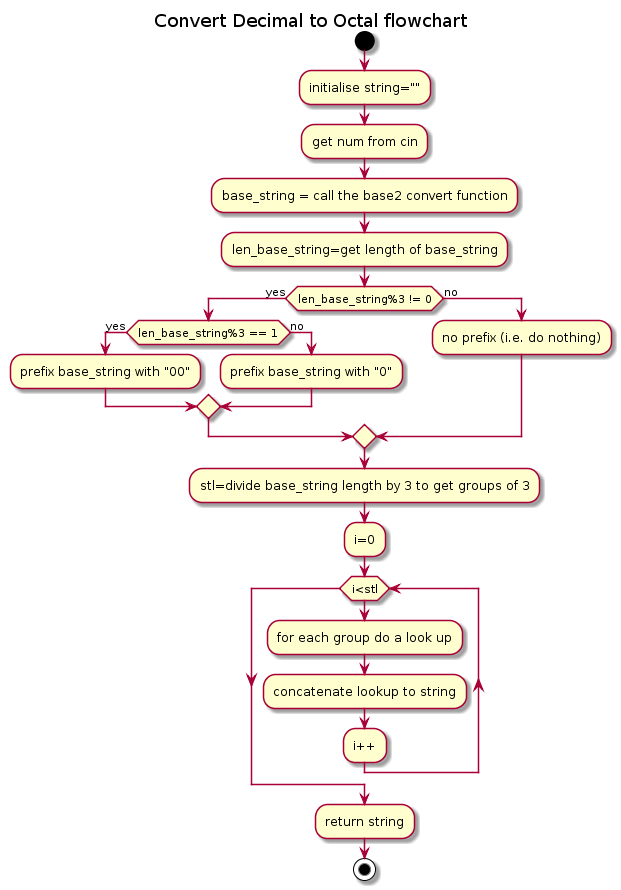 Convert Decimal to Octal flowchart
initialise string=""
get num from cin
base_string = call the base2 convert function
len_base_string=get length of base_string
yes
len_base_string%3 != 0
no
yes
len_base_string%3 == 1
no
no prefix (i.e. do nothing)
prefix base_string with "00"
prefix base_string with "0"
stl=divide base_string length by 3 to get groups of 3
i=0
i<stl
for each group do a look up
concatenate lookup to string
i++
return string